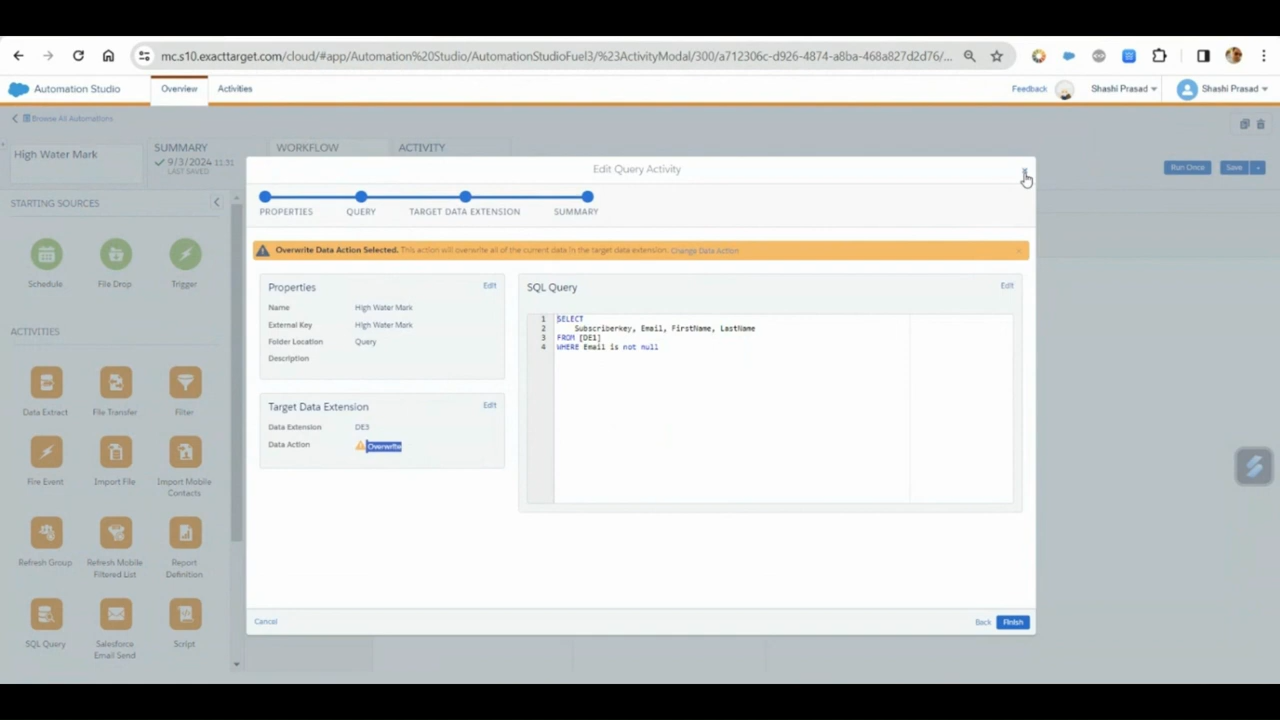 mc.s10.exacttarget.com/cloud/#app/Automation%20Studio/AutomationStudioFuel3/%23ActivityModal/300/a712306c-d926-4874-a8ba-468a827d2d76/...
Automation Studio
Overview
Activities
Feedback
Shashi Prasad
Shashi Prasad
Browse All Automations
High Water Mark
SUMMARY
9/3/2024 11:31
LAST SAVED
WORKFLOW
ACTIVITY
Run Once
Save
STARTING SOURCES
Schedule
File Drop
Trigger
ACTIVITIES
Data Extract
File Transfer
Filter
Fire Event
Import File
Import Mobile
Contacts
Refresh Group
Refresh Mobile
Filtered List
Report
Definition
SQL Query
Salesforce
Email Send
Script
Edit Query Activity
PROPERTIES
QUERY
TARGET DATA EXTENSION
SUMMARY
Overwrite Data Action Selected. This action will overwrite all of the current data in the target data extension. Change Data Action
Properties
Edit
Name High Water Mark
External Key High Water Mark
Folder Location Query
Description
Target Data Extension
Edit
Data Extension DE3
Data Action Overwrite
SQL Query
Edit
1 SELECT
2 Subscriberkey, Email, FirstName, LastName
3 FROM [DE1]
4 WHERE Email is not null
Cancel
Back
Finish